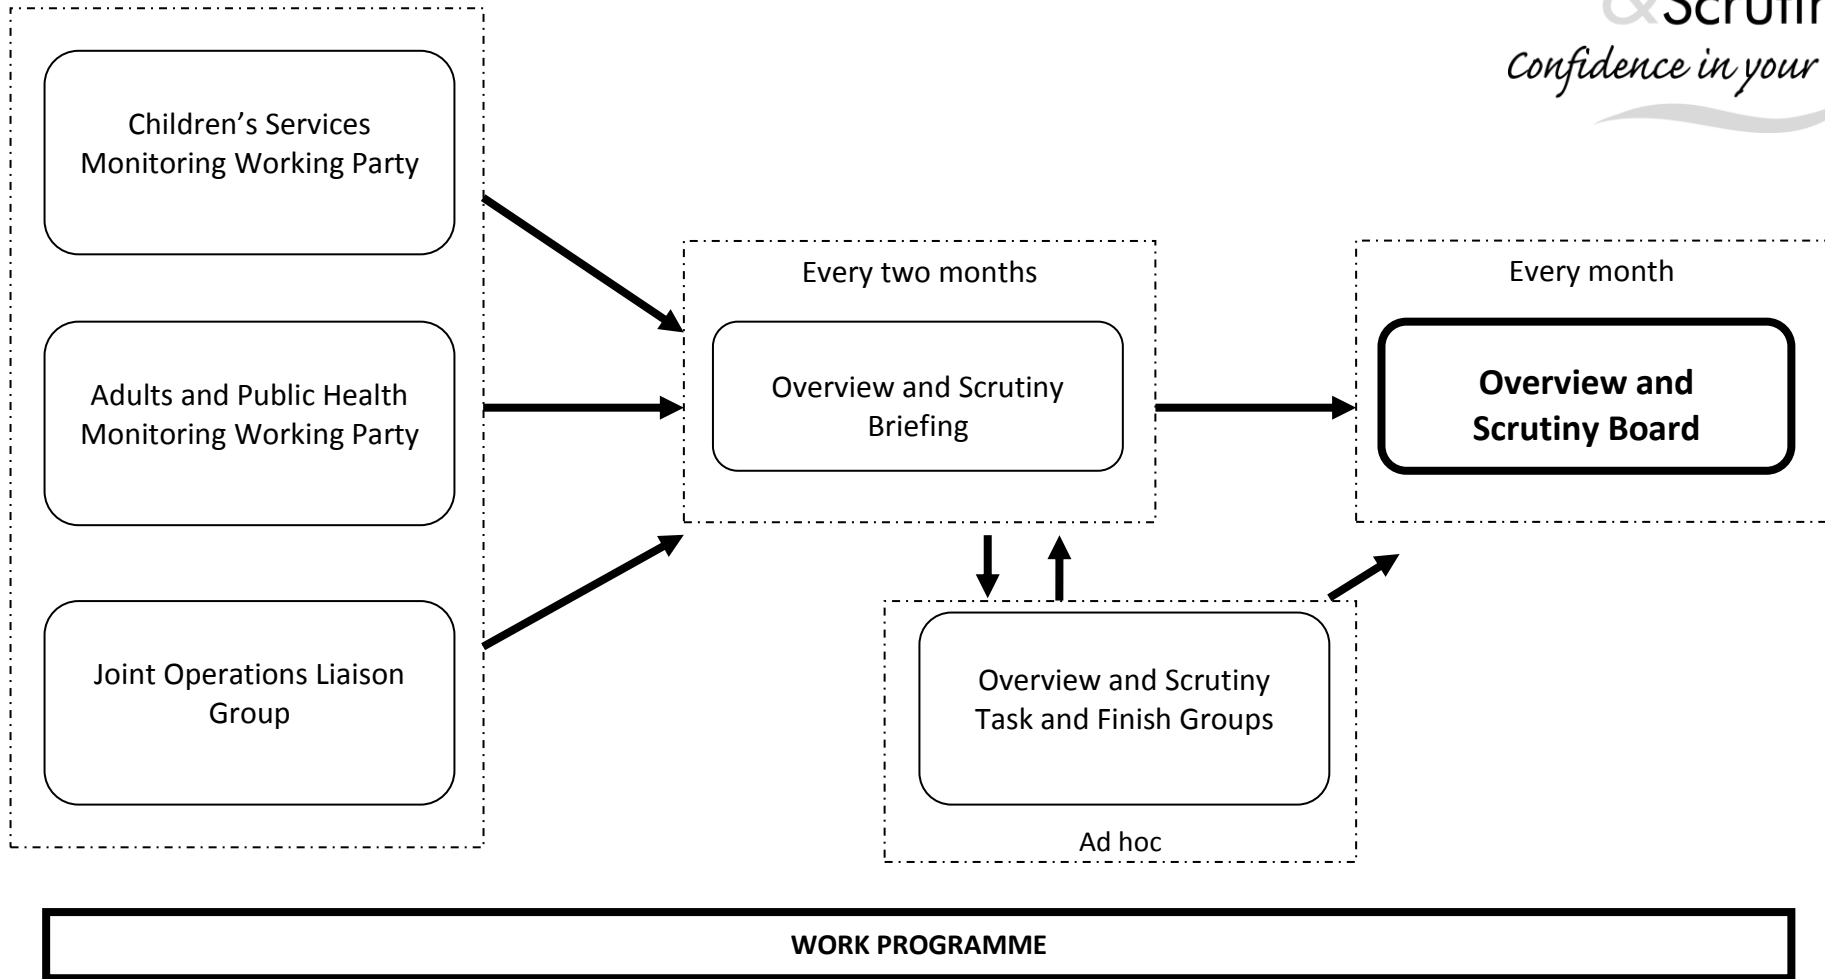 &Scrutin
Confidence in your
Children’s Services
Monitoring Working Party
Every two months
Every month
Adults and Public Health
Monitoring Working Party
Overview and Scrutiny
Briefing
Overview and
Scrutiny Board
Joint Operations Liaison
Group
Overview and Scrutiny
Task and Finish Groups
Ad hoc
WORK PROGRAMME